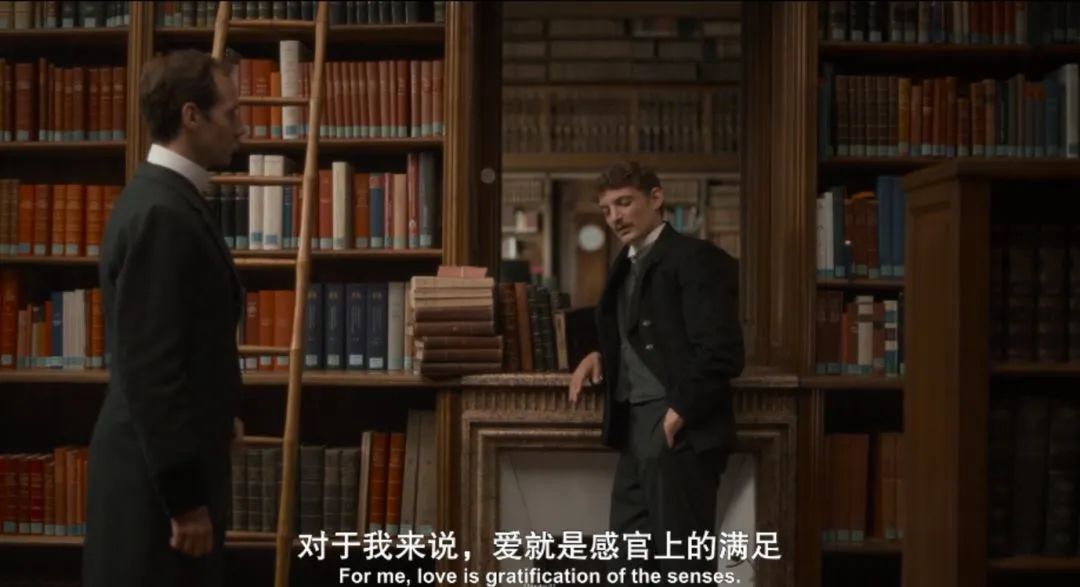 对于我来说，爱就是感官上的满足
For me, love is gratification of the senses.